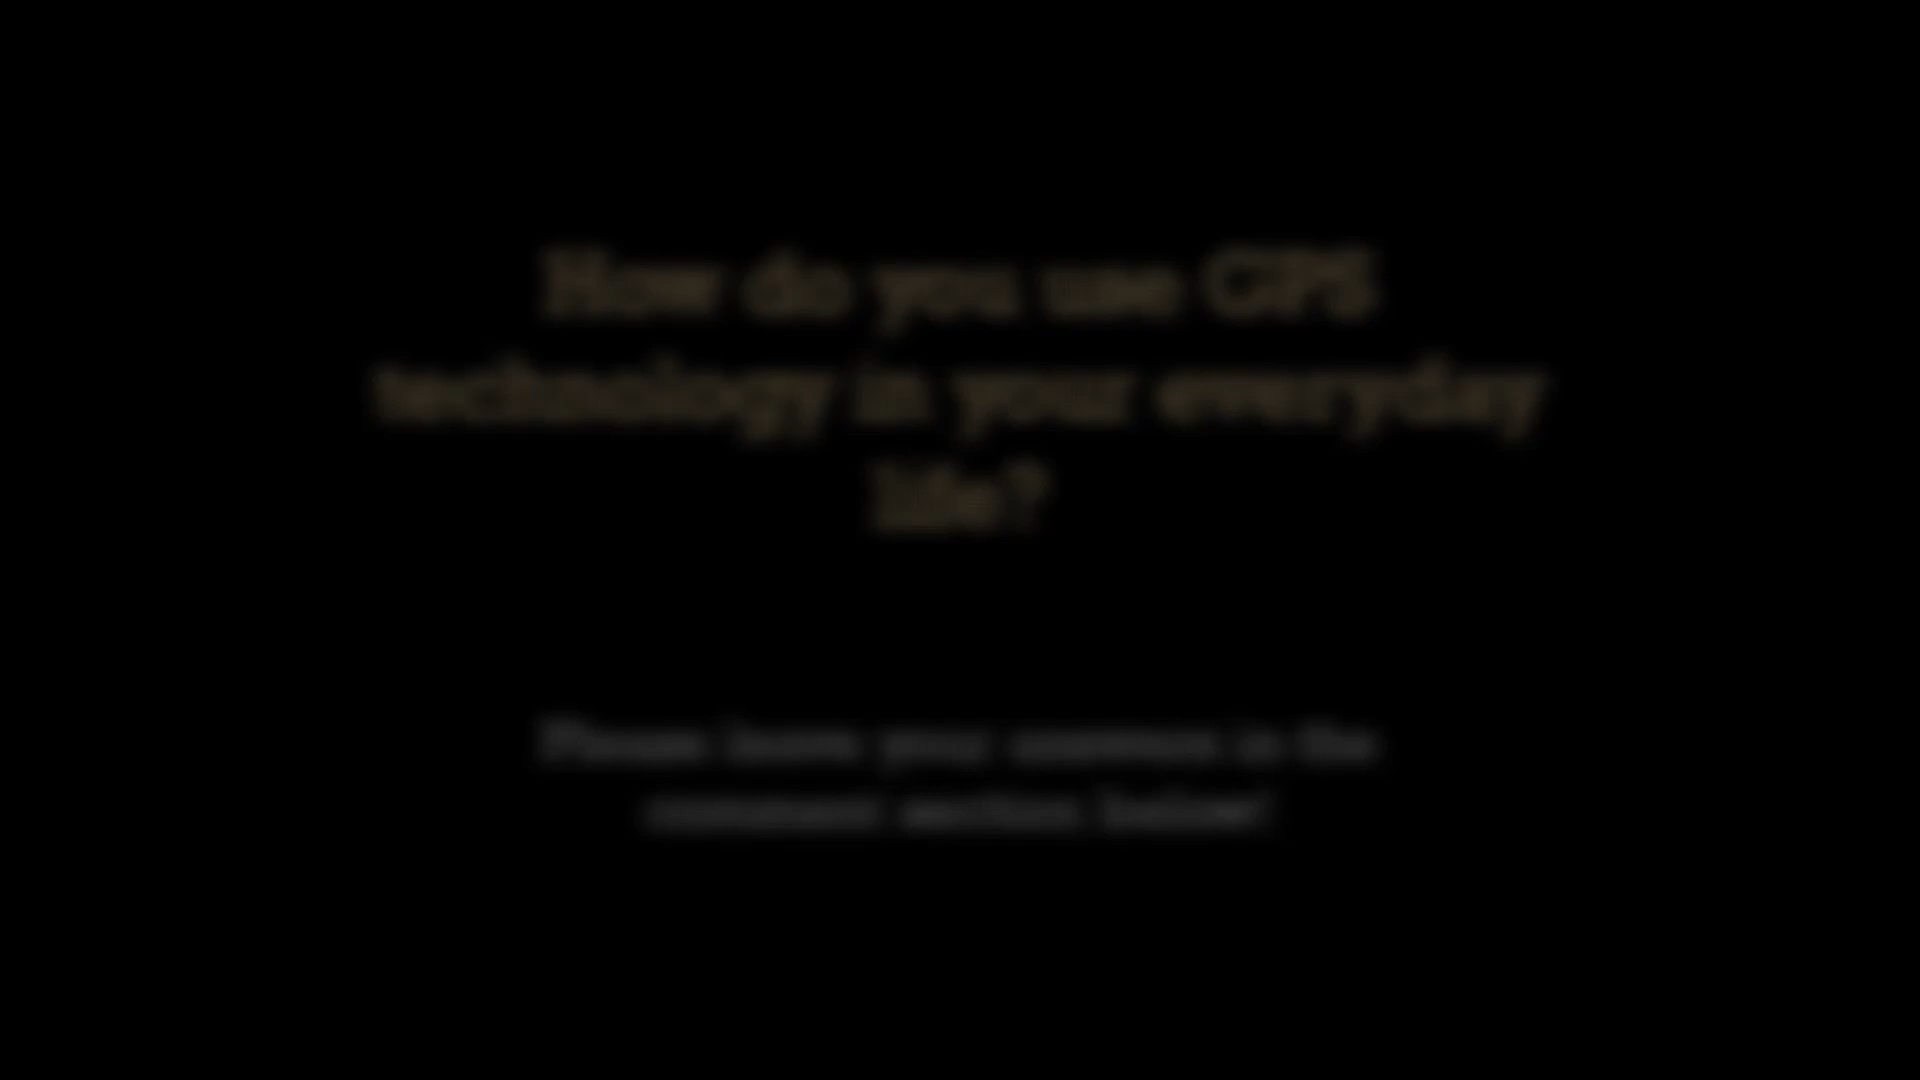 How do you use GPS
technology in your everyday
life?
Please leave your answers in the
comment section below!